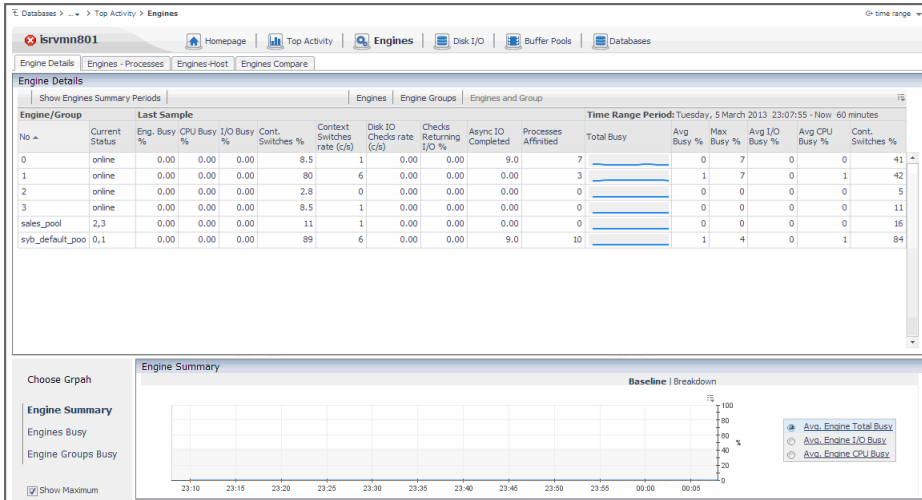 Databases > ... > Top Activity > Engines time range
isrvmn801 Homepage Top Activity Engines Disk I/O Buffer Pools Databases
Engine Details Engines - Processes Engines-Host Engines Compare
Engine Details
Show Engines Summary Periods Engines Engine Groups Engines and Group
Engine/Group Last Sample Time Range Period: Tuesday, 5 March 2013 23:07:55 - Now 60 minutes
No Current Status Eng. Busy % CPU Busy % I/O Busy % Cont. Switches % Context Switches rate (c/s) Disk IO Checks rate (c/s) Checks Returning I/O % Async IO Completed Processes Affinitied Total Busy Avg Busy % Max Busy % Avg I/O Busy % Avg CPU Busy % Cont. Switches %
0 online 0.00 0.00 0.00 8.5 1 0.00 0.00 9.0 7 0 7 0 0 41
1 online 0.00 0.00 0.00 80 6 0.00 0.00 0.00 3 1 7 0 1 42
2 online 0.00 0.00 0.00 2.8 0 0.00 0.00 0.00 0 0 0 0 0 5
3 online 0.00 0.00 0.00 8.5 1 0.00 0.00 0.00 0 0 0 0 0 11
sales_pool 2,3 0.00 0.00 0.00 11 1 0.00 0.00 0.00 0 0 0 0 0 16
syb_default_poo 0,1 0.00 0.00 0.00 89 6 0.00 0.00 9.0 10 1 4 0 1 84
Engine Summary
Choose Grpah
Baseline | Breakdown
Engine Summary
Engines Busy
Engine Groups Busy
Show Maximum
100
80
60
40
20
0
%
23:10 23:15 23:20 23:25 23:30 23:35 23:40 23:45 23:50 23:55 00:00 00:05
Avg. Engine Total Busy
Avg. Engine I/O Busy
Avg. Engine CPU Busy